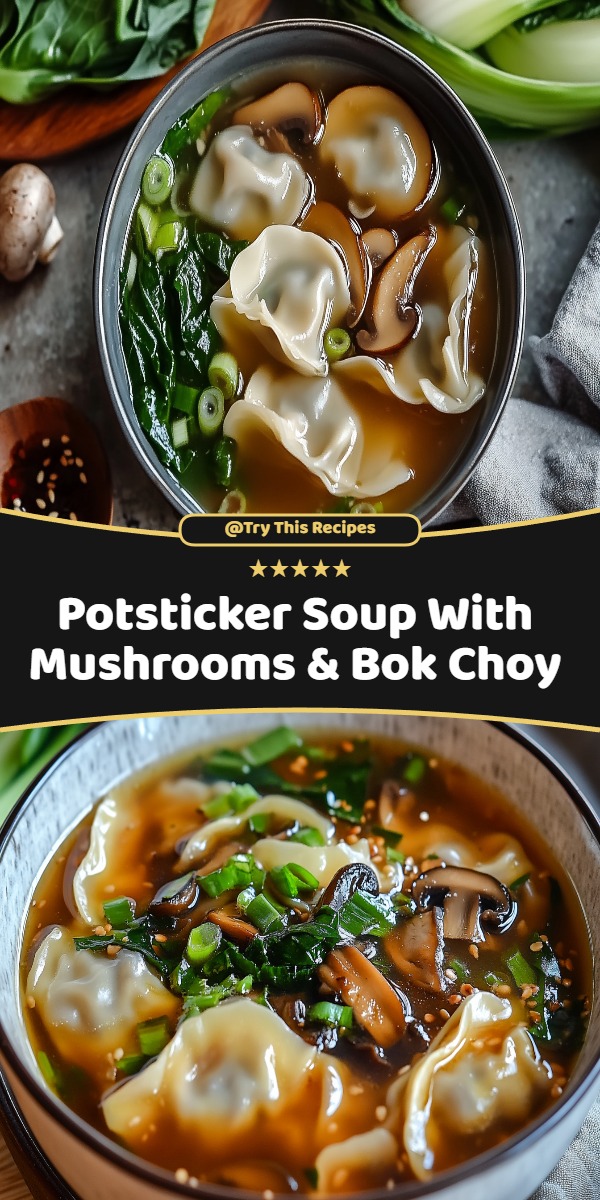 @Try This Recipes
★★★★★
Potsticker Soup With
Mushrooms & Bok Choy